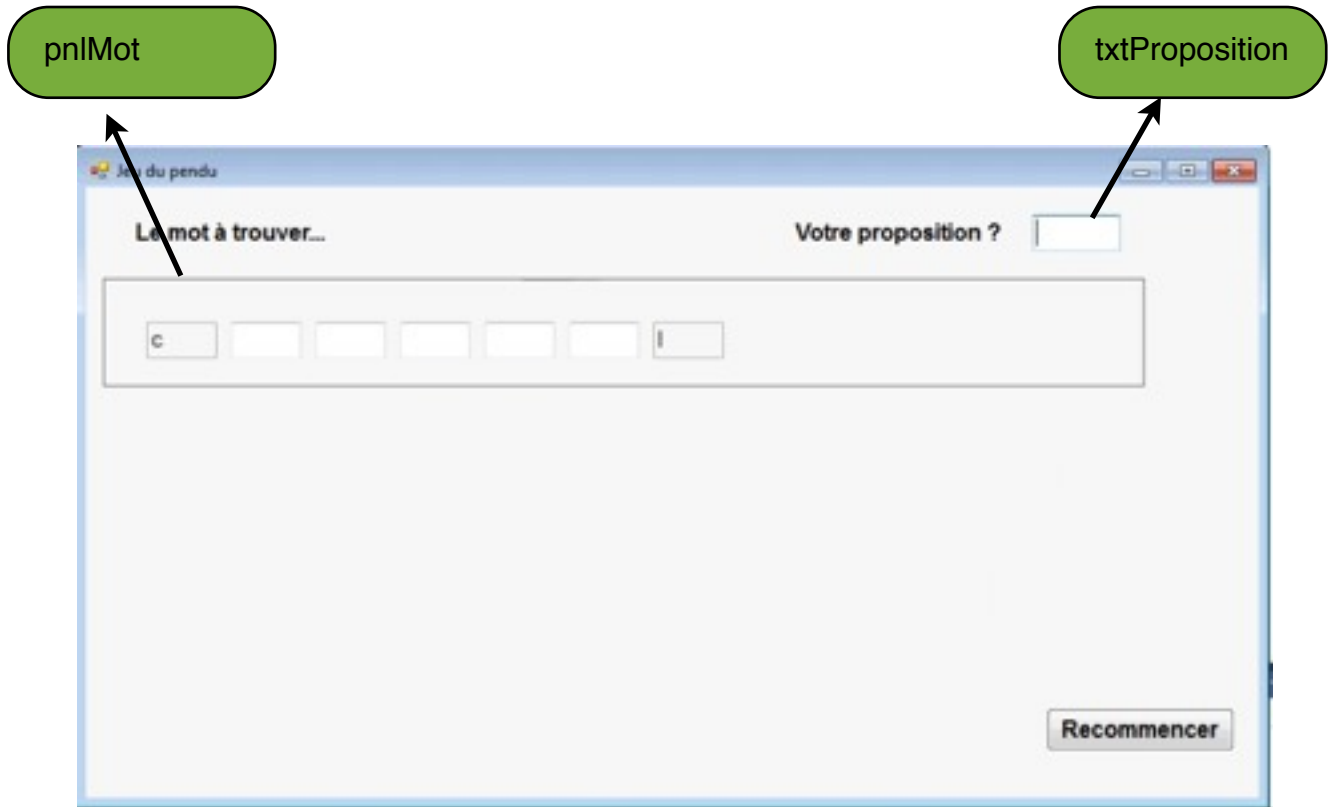 pnlMot
txtProposition
Jeu du pendu
Le mot à trouver...
Votre proposition ?
c
l
Recommencer